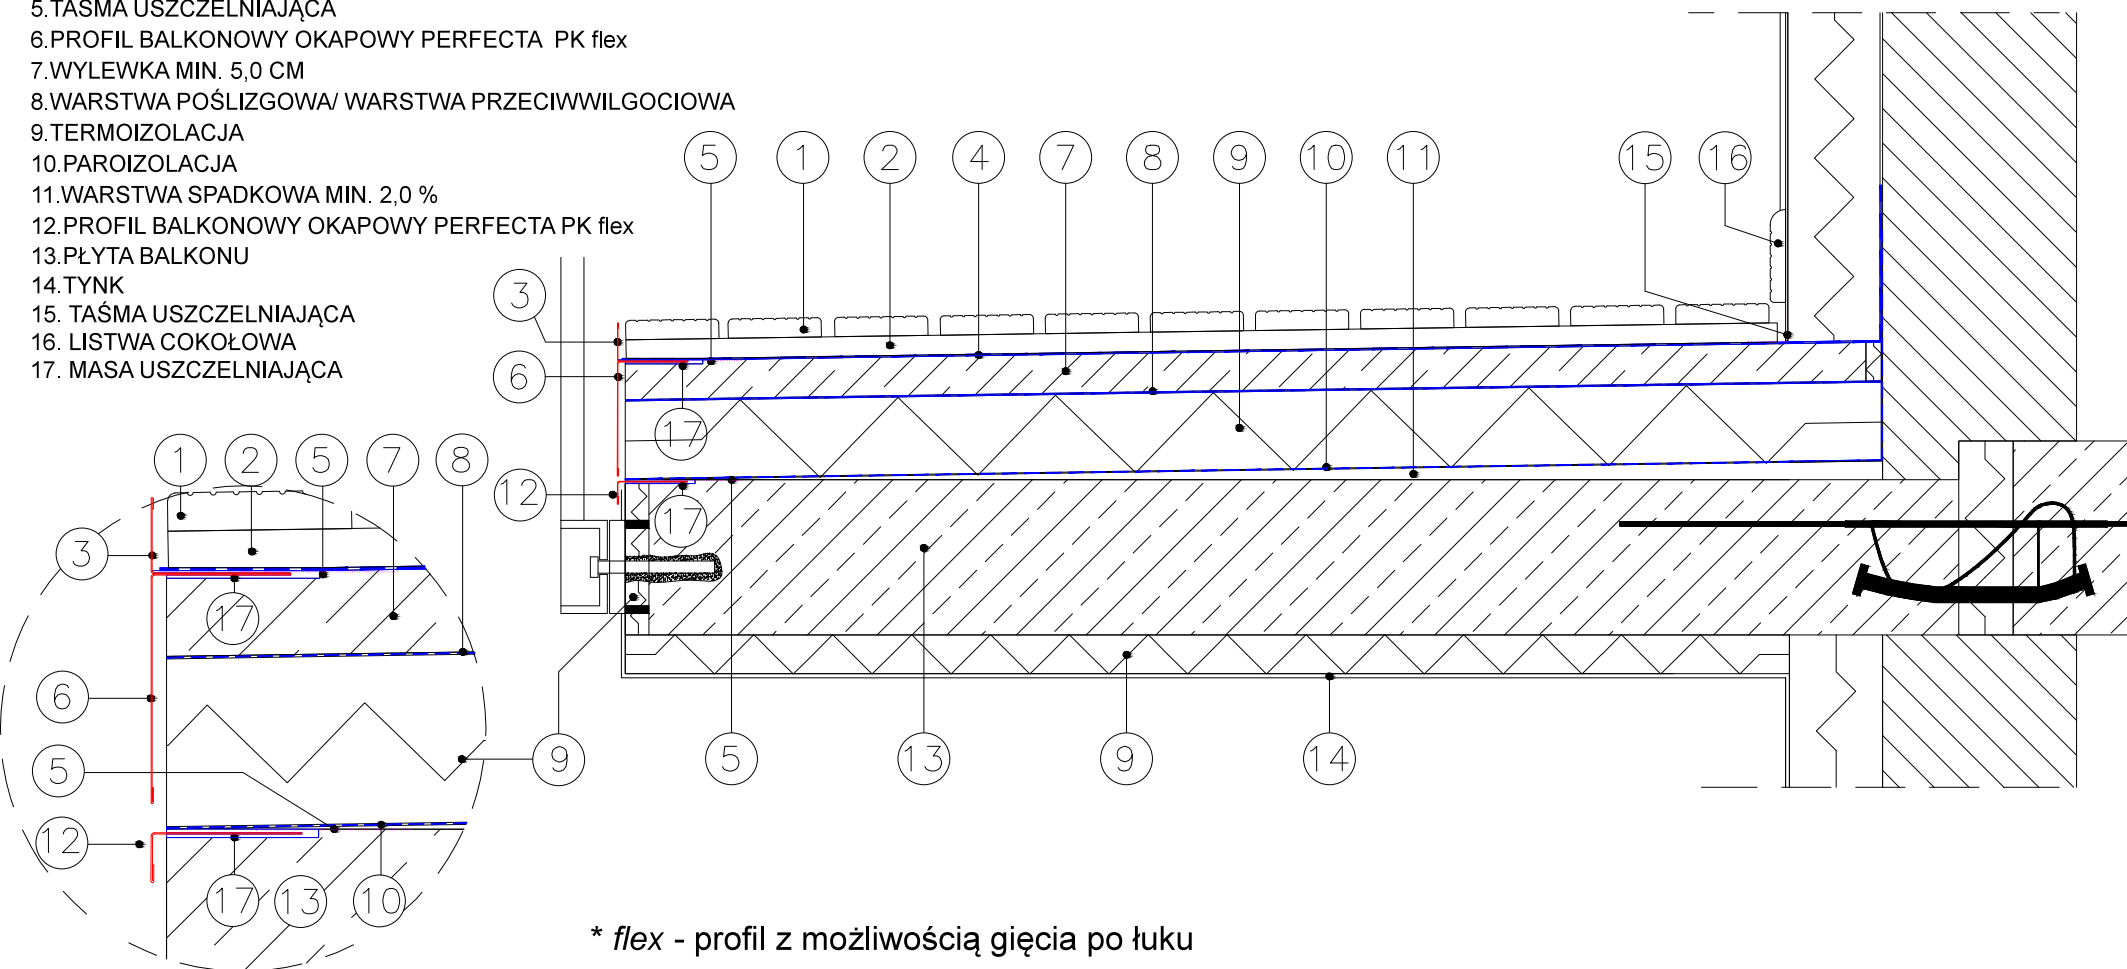 5.TAŚMA USZCZELNIAJĄCA
6.PROFIL BALKONOWY OKAPOWY PERFECTA PK flex
7.WYLEWKA MIN. 5,0 CM
8.WARSTWA POŚLIZGOWA/ WARSTWA PRZECIWWILGOCIOWA
9.TERMOIZOLACJA
10.PAROIZOLACJA
11.WARSTWA SPADKOWA MIN. 2,0 %
12.PROFIL BALKONOWY OKAPOWY PERFECTA PK flex
13.PŁYTA BALKONU
14.TYNK
15. TAŚMA USZCZELNIAJĄCA
16. LISTWA COKOŁOWA
17. MASA USZCZELNIAJĄCA
5 1 2 4 7 8 9 10 11 15 16
3
6
17
12
17
9 5 13 9 14
1 2 5 7 8
3
17
6
5
12
17 13 10
* flex - profil z możliwością gięcia po łuku